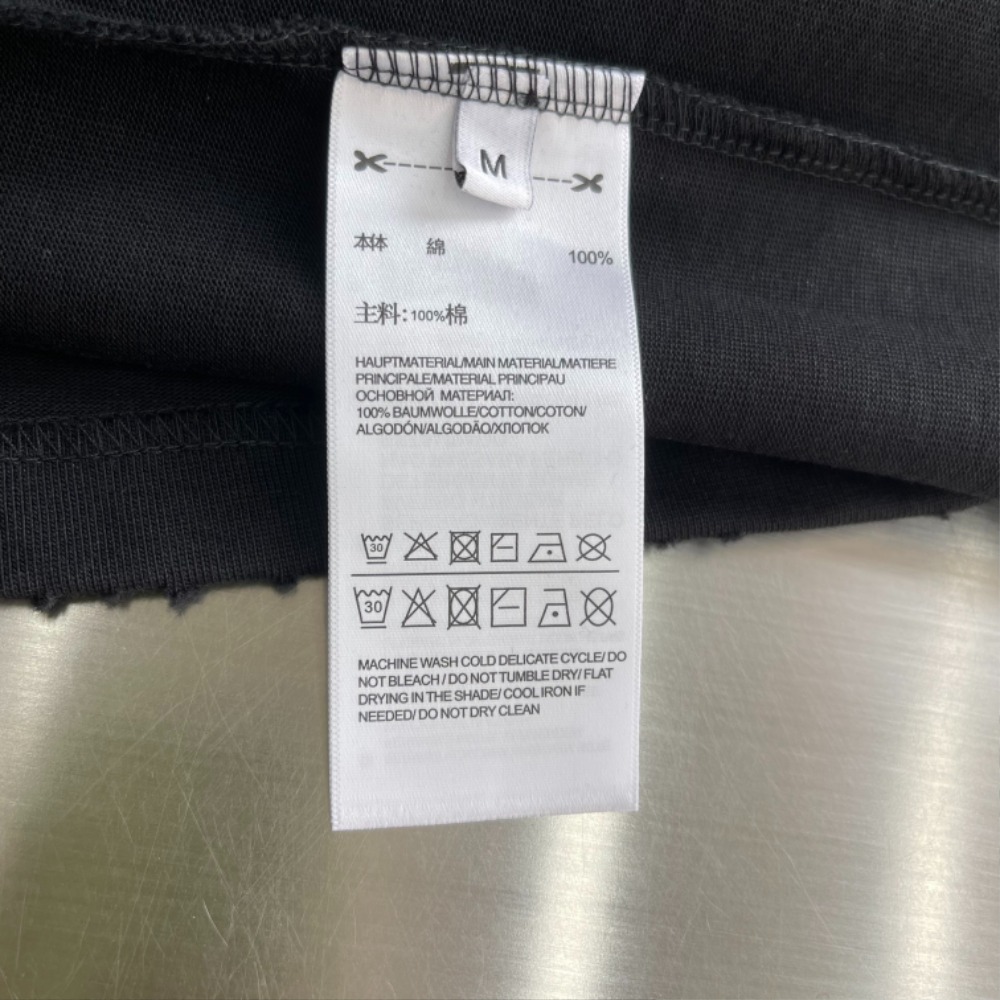 M
本体 綿 100%
主料:100%棉
HAUPTMATERIAL/MAIN MATERIAL/MATIERE
PRINCIPALE/MATERIAL PRINCIPAU
ОСНОВНОЙ МАТЕРИАЛ:
100% BAUMWOLLE/COTTON/COTON/
ALGODÓN/ALGODÃO/ХЛОПОК
30
30
MACHINE WASH COLD DELICATE CYCLE/ DO
NOT BLEACH / DO NOT TUMBLE DRY/ FLAT
DRYING IN THE SHADE/ COOL IRON IF
NEEDED/ DO NOT DRY CLEAN